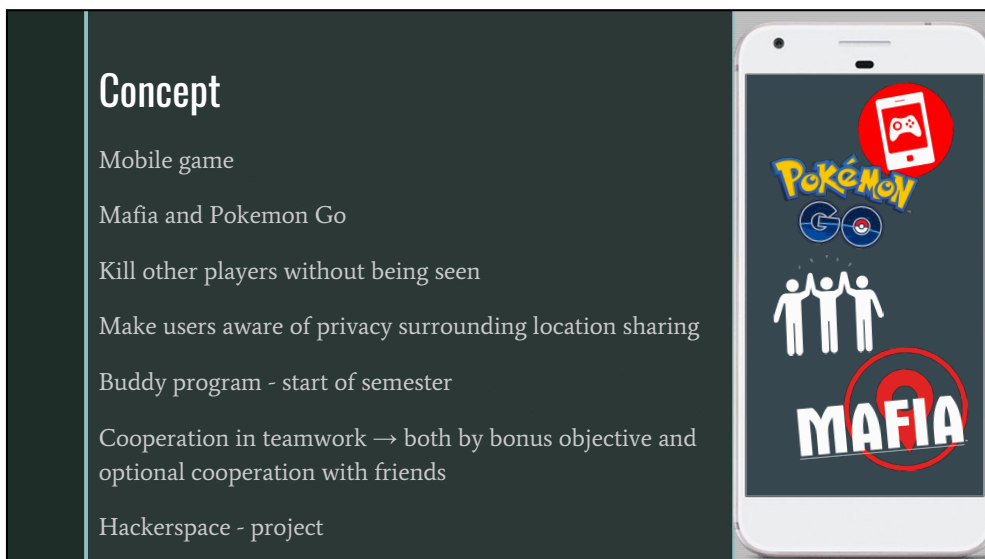 Concept
Mobile game
Mafia and Pokemon Go
Kill other players without being seen
Make users aware of privacy surrounding location sharing
Buddy program - start of semester
Cooperation in teamwork → both by bonus objective and
optional cooperation with friends
Hackerspace - project
POKéMON
GO
MAFIA